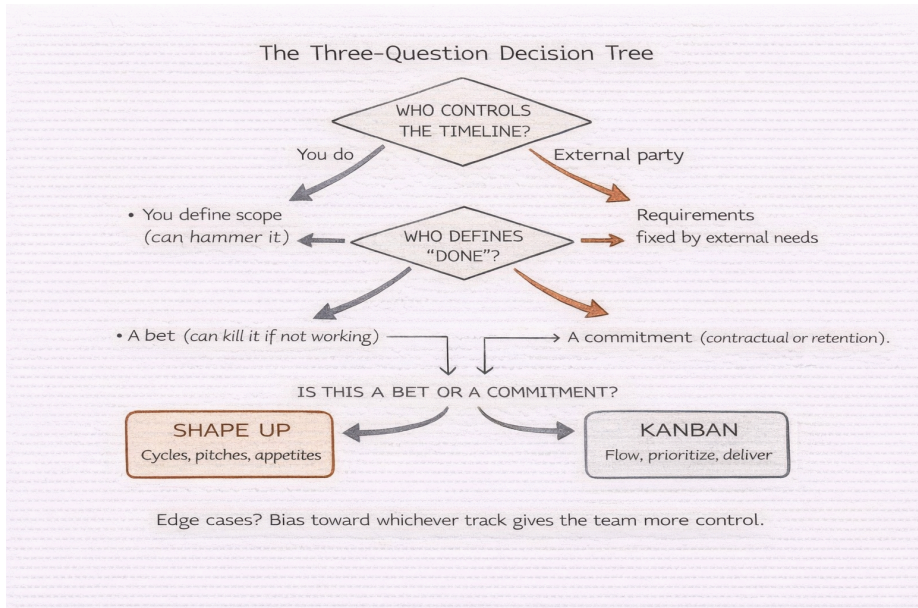 The Three-Question Decision Tree
WHO CONTROLS
THE TIMELINE?
You do
External party
• You define scope
(can hammer it)
Requirements
fixed by external needs
WHO DEFINES
“DONE”?
• A bet (can kill it if not working)
A commitment (contractual or retention).
IS THIS A BET OR A COMMITMENT?
SHAPE UP
Cycles, pitches, appetites
KANBAN
Flow, prioritize, deliver
Edge cases? Bias toward whichever track gives the team more control.